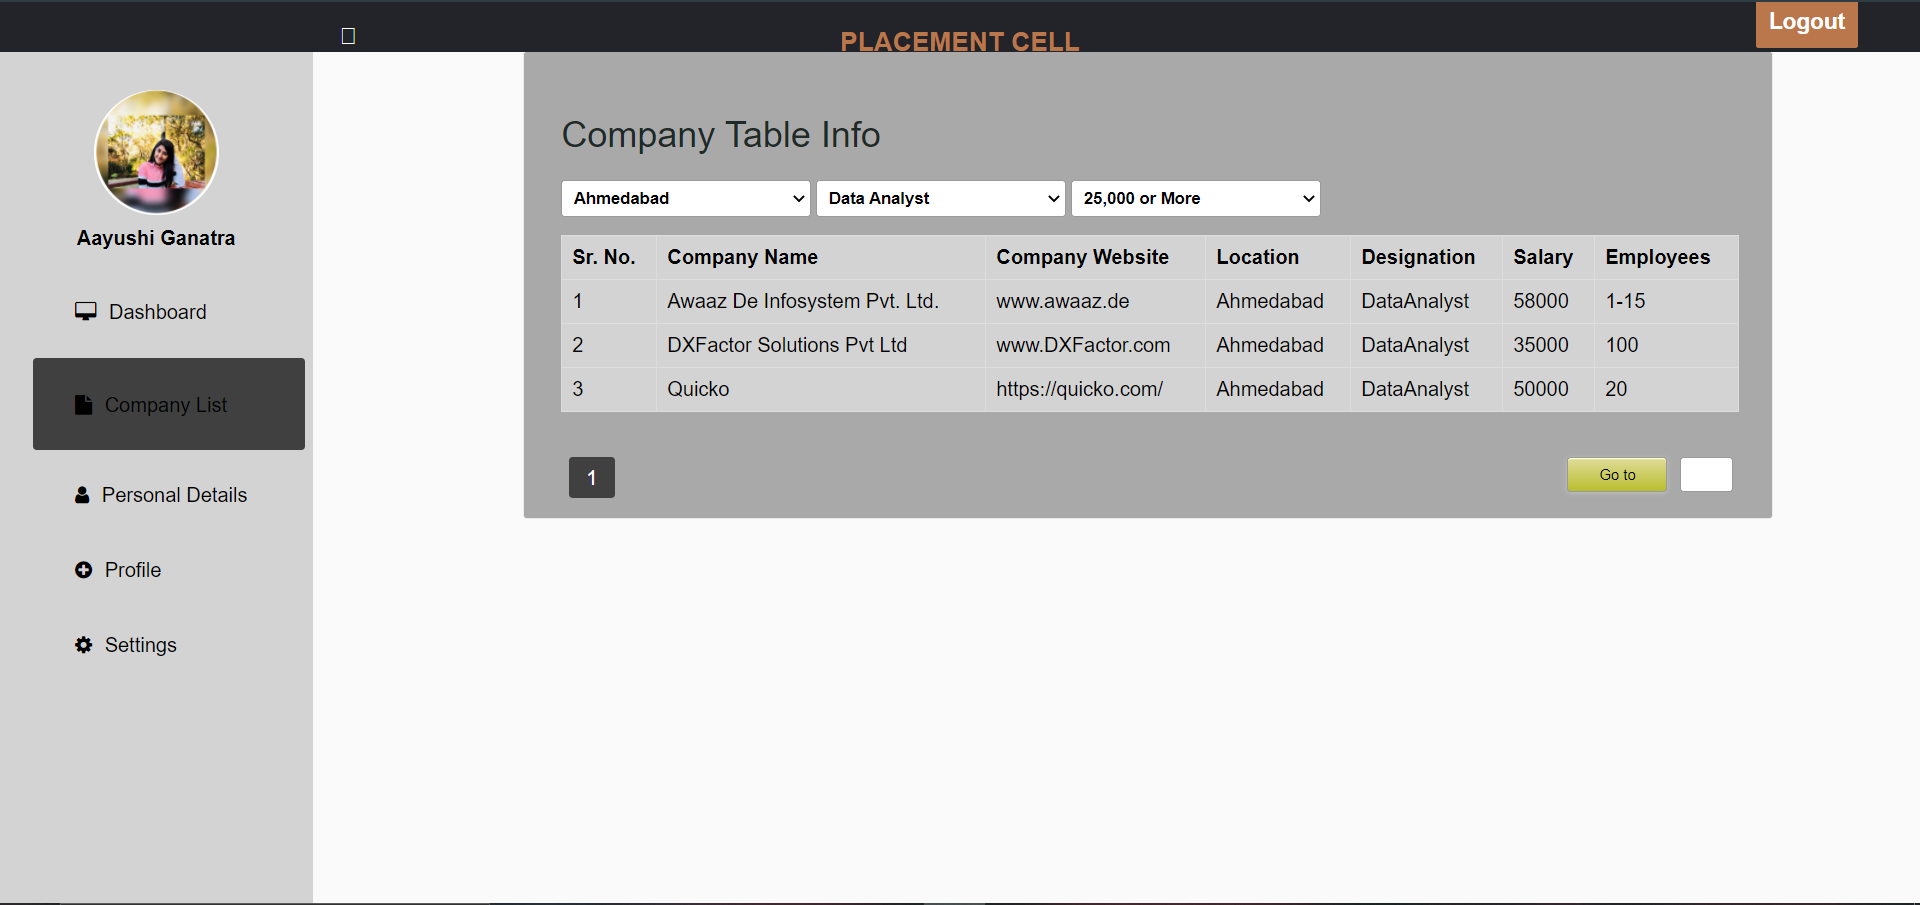 PLACEMENT CELL
Logout
Aayushi Ganatra
Dashboard
Company List
Personal Details
Profile
Settings
Company Table Info
Ahmedabad Data Analyst 25,000 or More
Sr. No. Company Name Company Website Location Designation Salary Employees
1 Awaaz De Infosystem Pvt. Ltd. www.awaaz.de Ahmedabad DataAnalyst 58000 1-15
2 DXFactor Solutions Pvt Ltd www.DXFactor.com Ahmedabad DataAnalyst 35000 100
3 Quicko https://quicko.com/ Ahmedabad DataAnalyst 50000 20
1 Go to